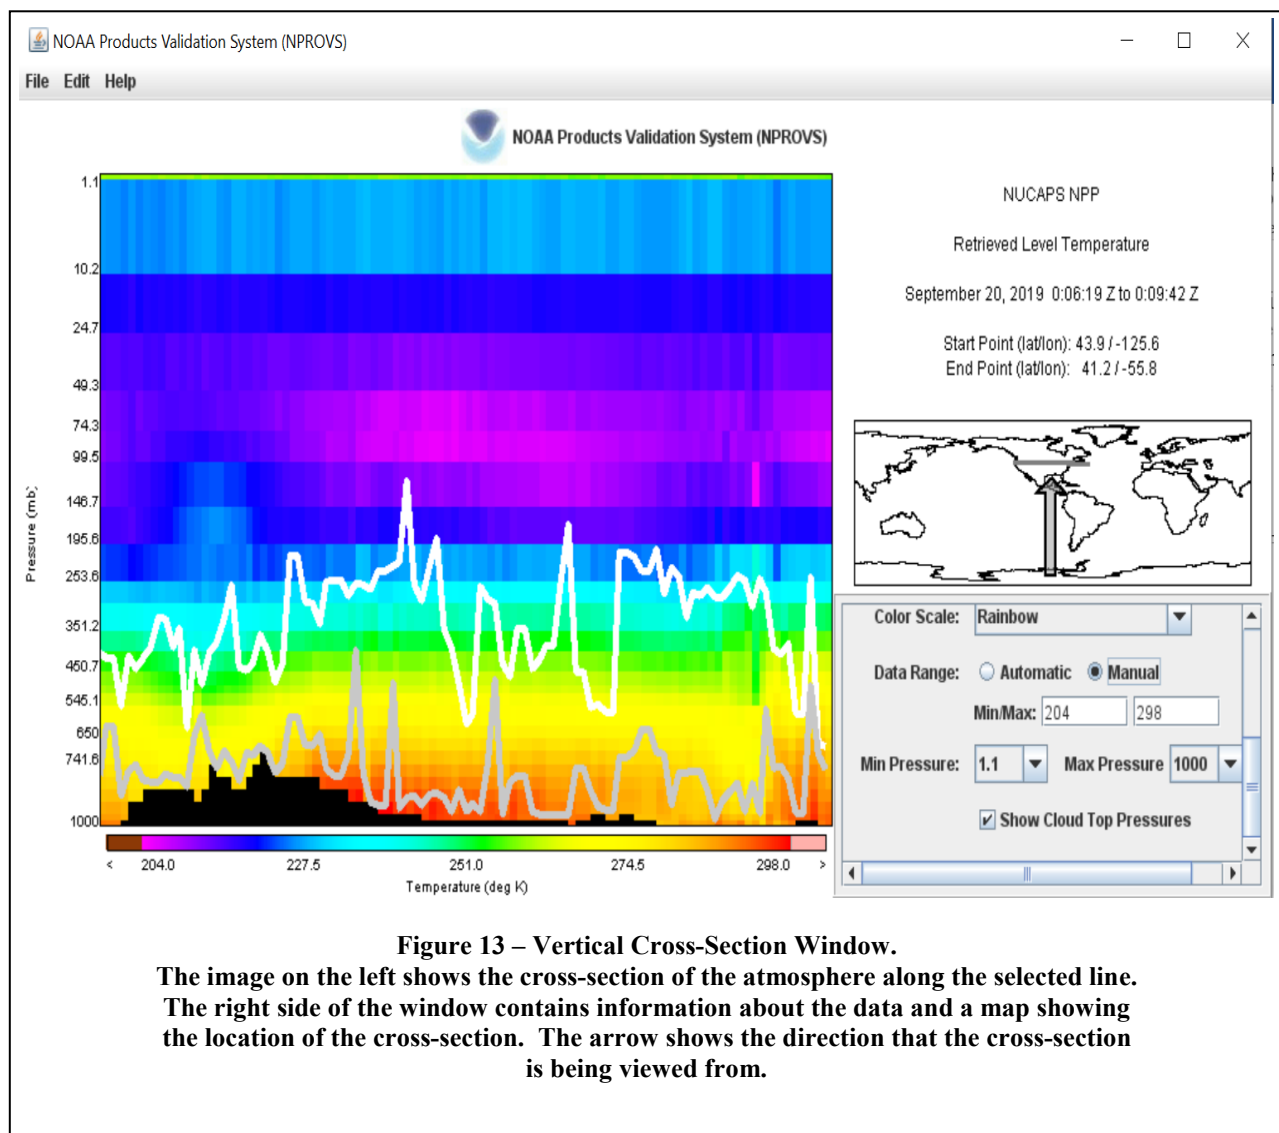 NOAA Products Validation System (NPROVS)
File Edit Help
NOAA Products Validation System (NPROVS)
1.1
10.2
24.7
49.3
74.3
99.5
146.7
195.6
253.6
351.2
450.7
545.1
650
741.6
1000
Pressure (mb)
< 204.0 227.5 251.0 274.5 298.0 >
Temperature (deg K)
NUCAPS NPP
Retrieved Level Temperature
September 20, 2019 0:06:19 Z to 0:09:42 Z
Start Point (lat/lon): 43.9 / -125.6
End Point (lat/lon): 41.2 / -55.8
Color Scale: Rainbow
Data Range: Automatic Manual
Min/Max: 204 298
Min Pressure: 1.1 Max Pressure 1000
Show Cloud Top Pressures
Figure 13 – Vertical Cross-Section Window.
The image on the left shows the cross-section of the atmosphere along the selected line.
The right side of the window contains information about the data and a map showing
the location of the cross-section. The arrow shows the direction that the cross-section
is being viewed from.